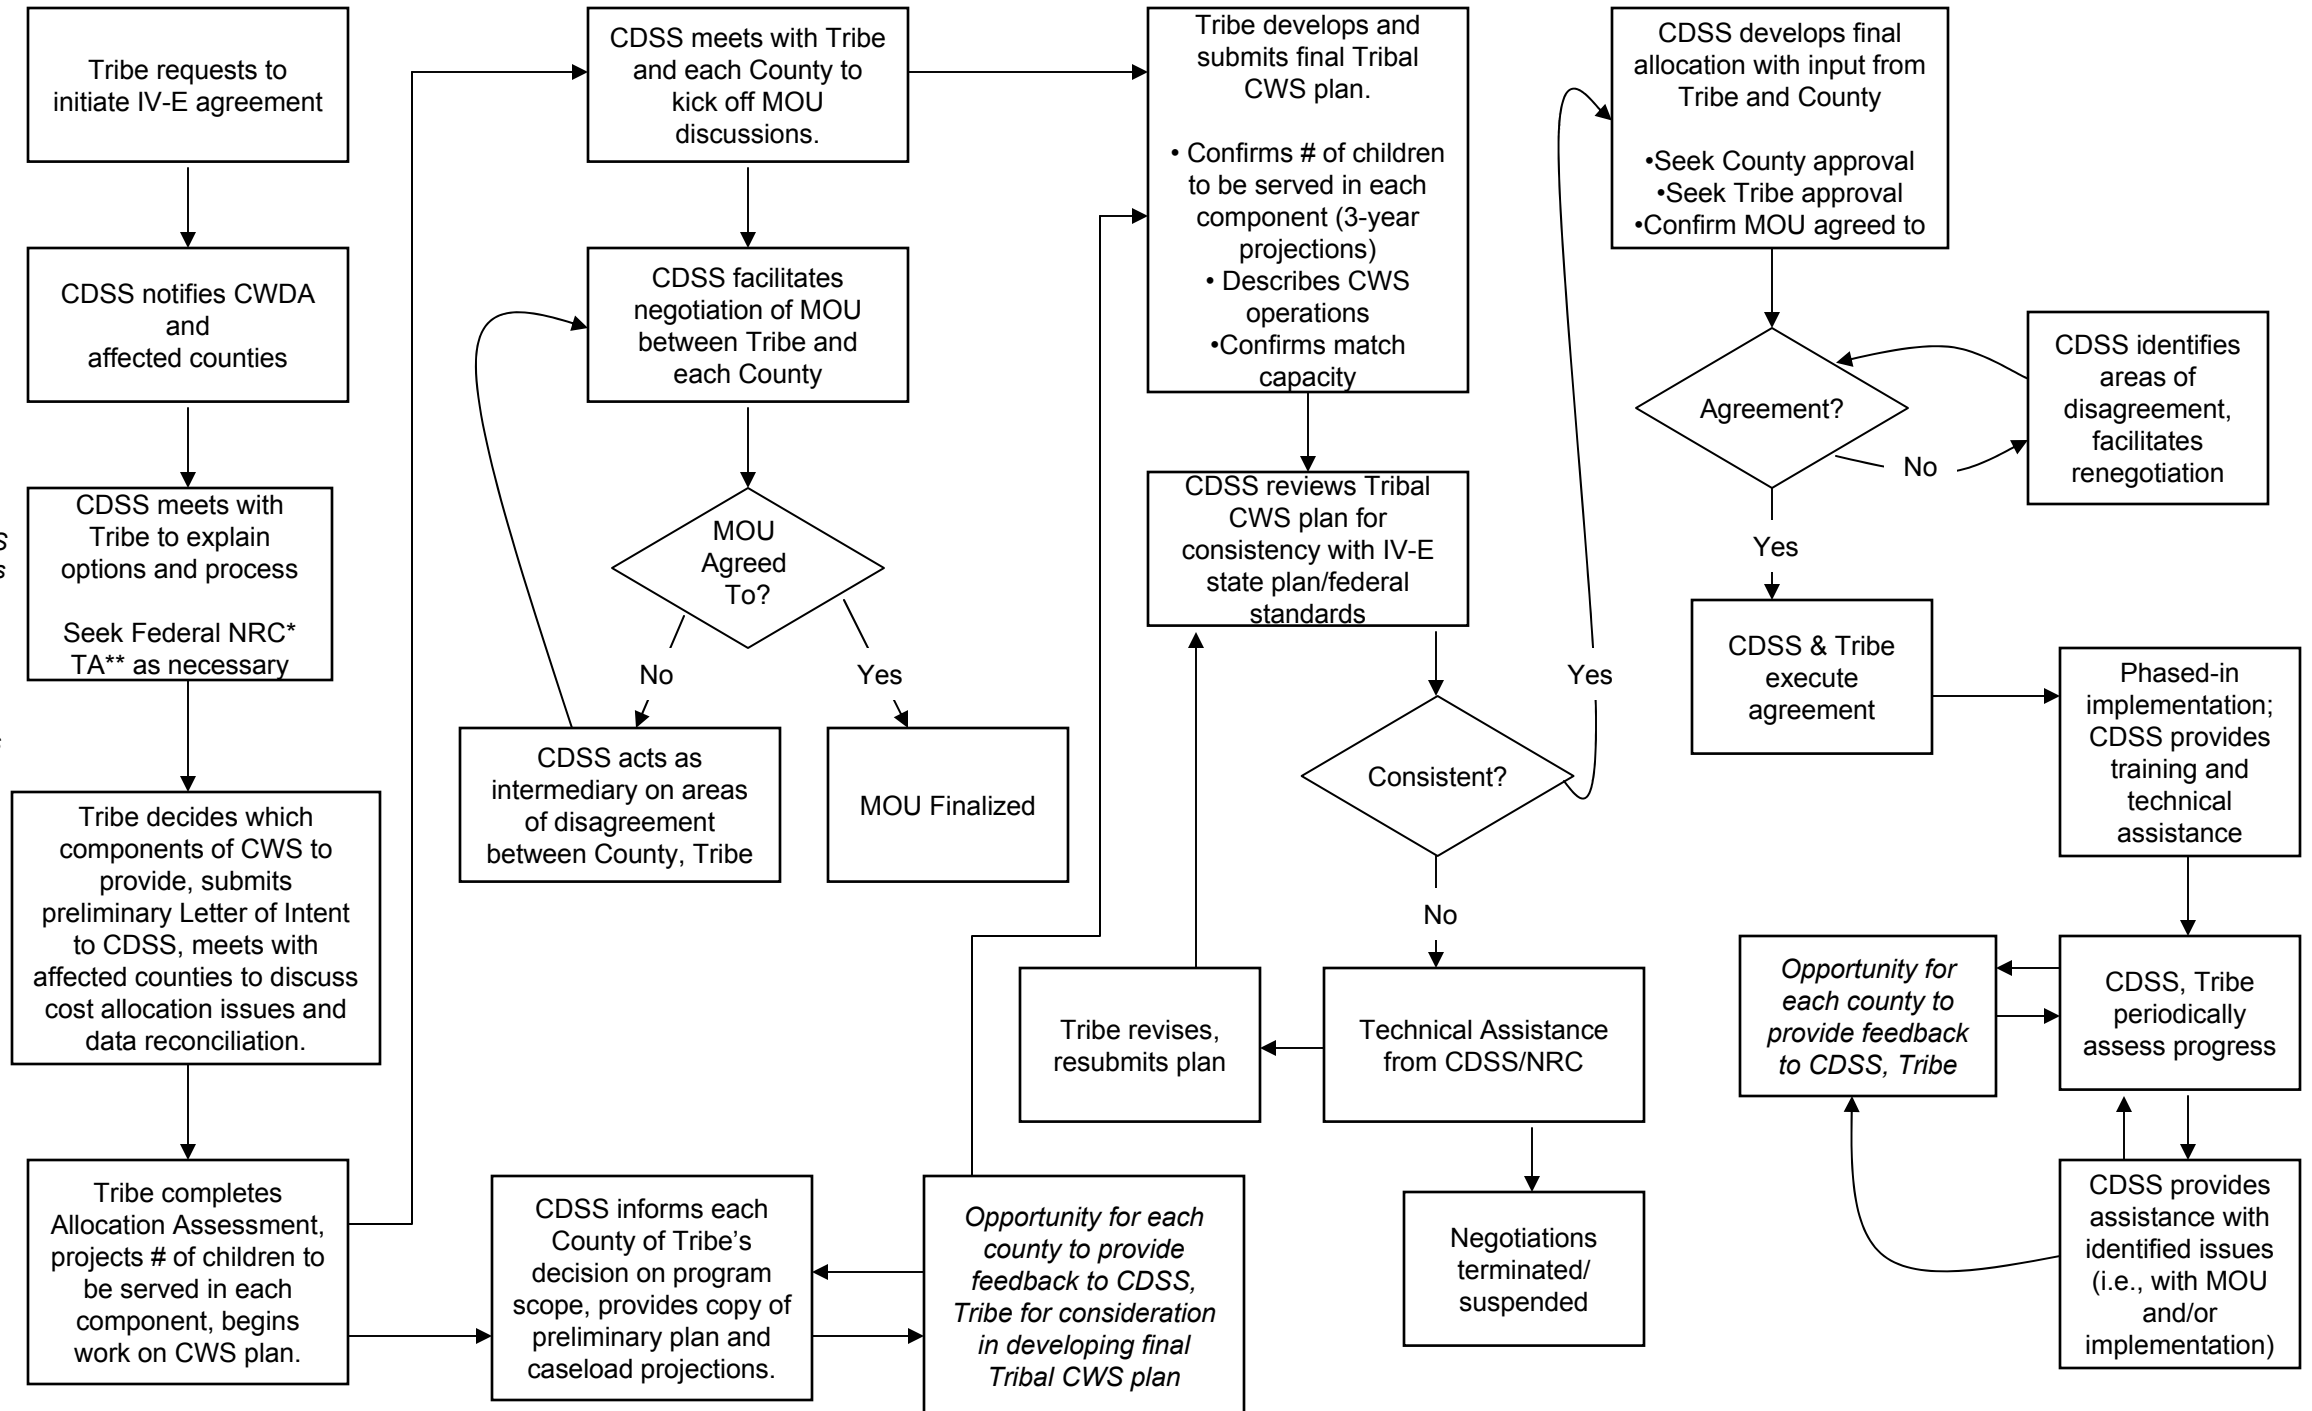 Tribe requests to
initiate IV-E agreement
CDSS notifies CWDA
and
affected counties
CDSS meets with
Tribe to explain
options and process
Seek Federal NRC*
TA** as necessary
Tribe decides which
components of CWS to
provide, submits
preliminary Letter of Intent
to CDSS, meets with
affected counties to discuss
cost allocation issues and
data reconciliation.
Tribe completes
Allocation Assessment,
projects # of children to
be served in each
component, begins
work on CWS plan.
CDSS meets with Tribe
and each County to
kick off MOU
discussions.
CDSS facilitates
negotiation of MOU
between Tribe and
each County
MOU
Agreed
To?
No
Yes
CDSS acts as
intermediary on areas
of disagreement
between County, Tribe
MOU Finalized
CDSS informs each
County of Tribe’s
decision on program
scope, provides copy of
preliminary plan and
caseload projections.
Opportunity for each
county to provide
feedback to CDSS,
Tribe for consideration
in developing final
Tribal CWS plan
Tribe develops and
submits final Tribal
CWS plan.
• Confirms # of children
to be served in each
component (3-year
projections)
• Describes CWS
operations
•Confirms match
capacity
CDSS reviews Tribal
CWS plan for
consistency with IV-E
state plan/federal
standards
Consistent?
Yes
No
Tribe revises,
resubmits plan
Technical Assistance
from CDSS/NRC
Negotiations
terminated/
suspended
CDSS develops final
allocation with input from
Tribe and County
•Seek County approval
•Seek Tribe approval
•Confirm MOU agreed to
Agreement?
No
CDSS identifies
areas of
disagreement,
facilitates
renegotiation
Yes
CDSS & Tribe
execute
agreement
Phased-in
implementation;
CDSS provides
training and
technical
assistance
Opportunity for
each county to
provide feedback
to CDSS, Tribe
CDSS, Tribe
periodically
assess progress
CDSS provides
assistance with
identified issues
(i.e., with MOU
and/or
implementation)